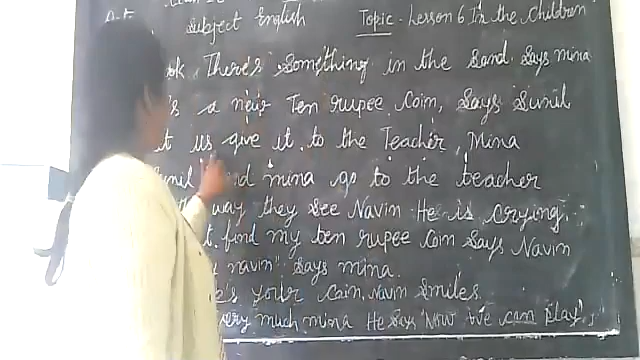 Subject English Topic - Lesson 6 In the Children
There's something in the Sand Says mina
a new Ten rupee Coin, Says Sunil
us give it to the Teacher, Mina
mina go to the teacher
way they see Navin He is crying.
find my ten rupee Coin Says Navin
navin" Says mina.
your Coin Navin Smiles.
much mina He Says "Now We can play."